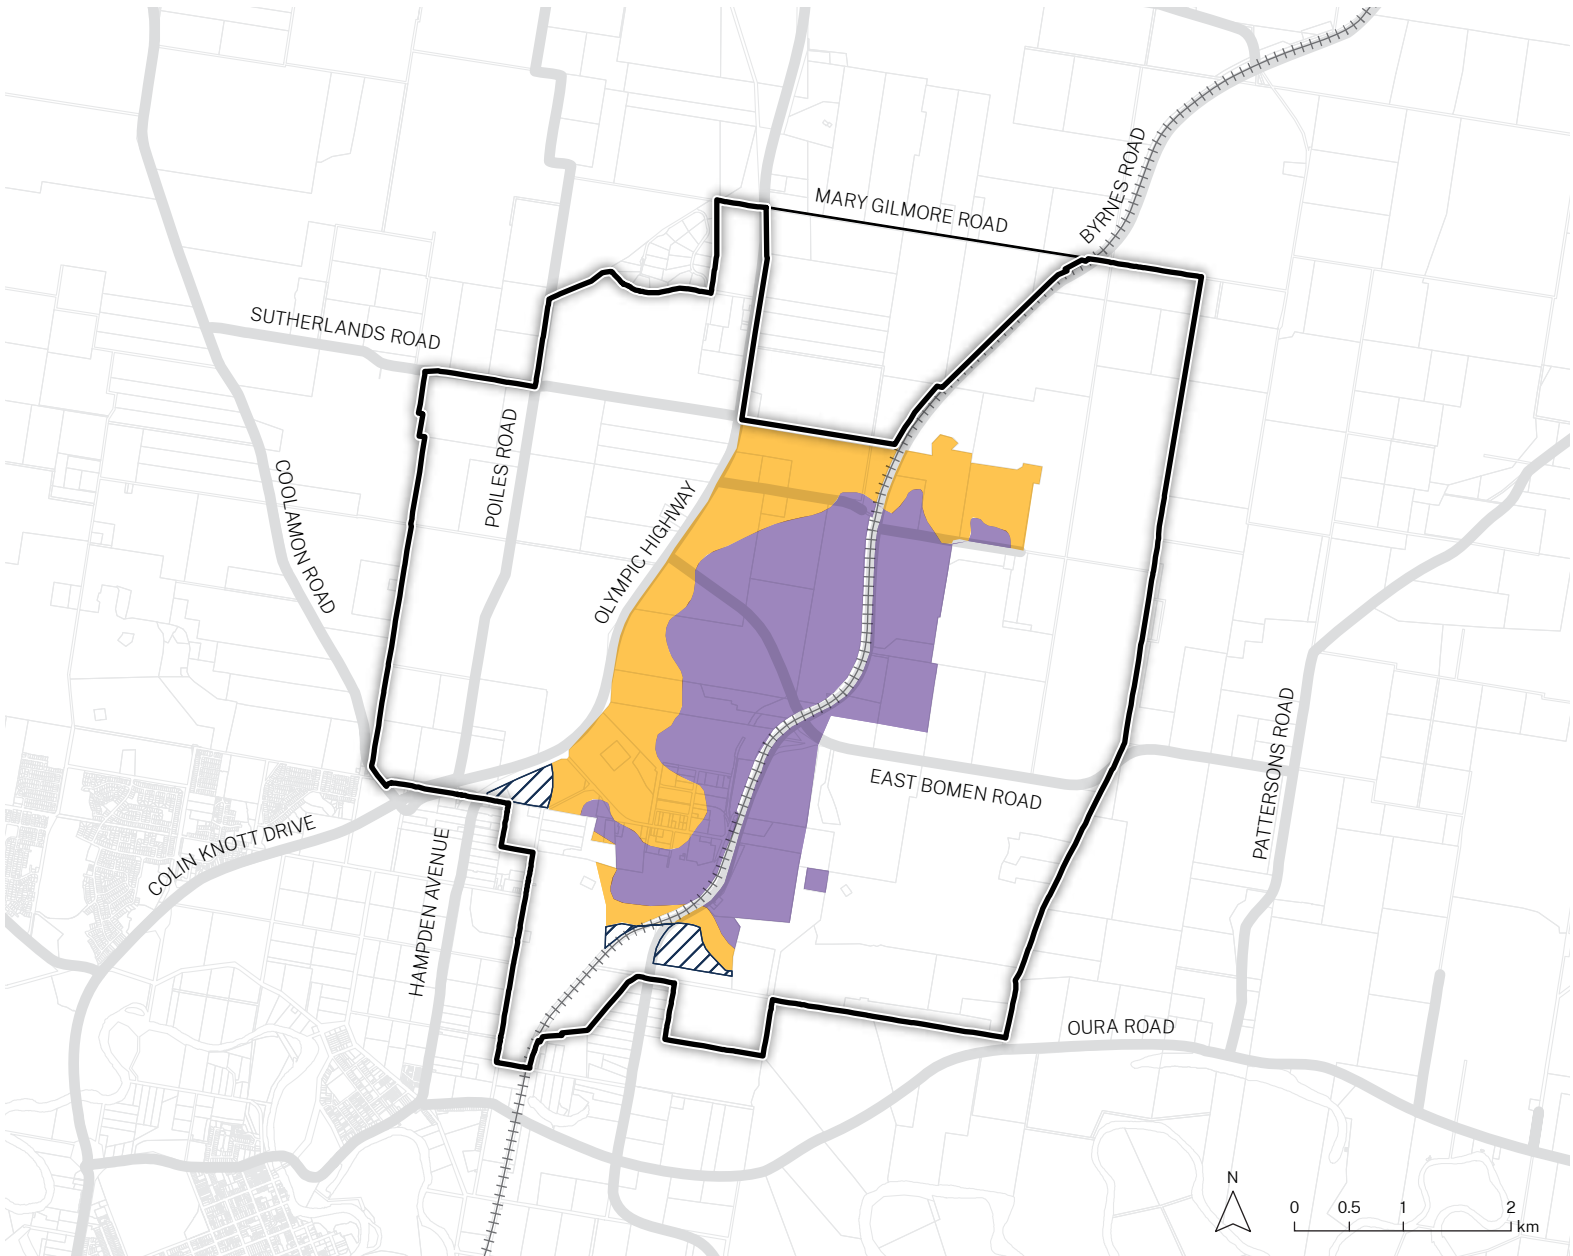 MARY GILMORE ROAD
BYRNES ROAD
SUTHERLANDS ROAD
POILES ROAD
COOLAMON ROAD
OLYMPIC HIGHWAY
EAST BOMEN ROAD
PATTERSONS ROAD
COLIN KNOTT DRIVE
HAMPDEN AVENUE
OURA ROAD
N
0 0.5 1 2
km